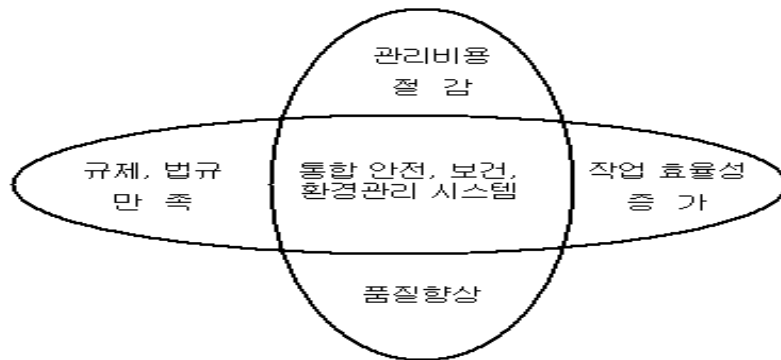 관리비용
절 감
규제, 법규
만 족
통합 안전, 보건,
환경관리 시스템
작업 효율성
증 가
품질향상